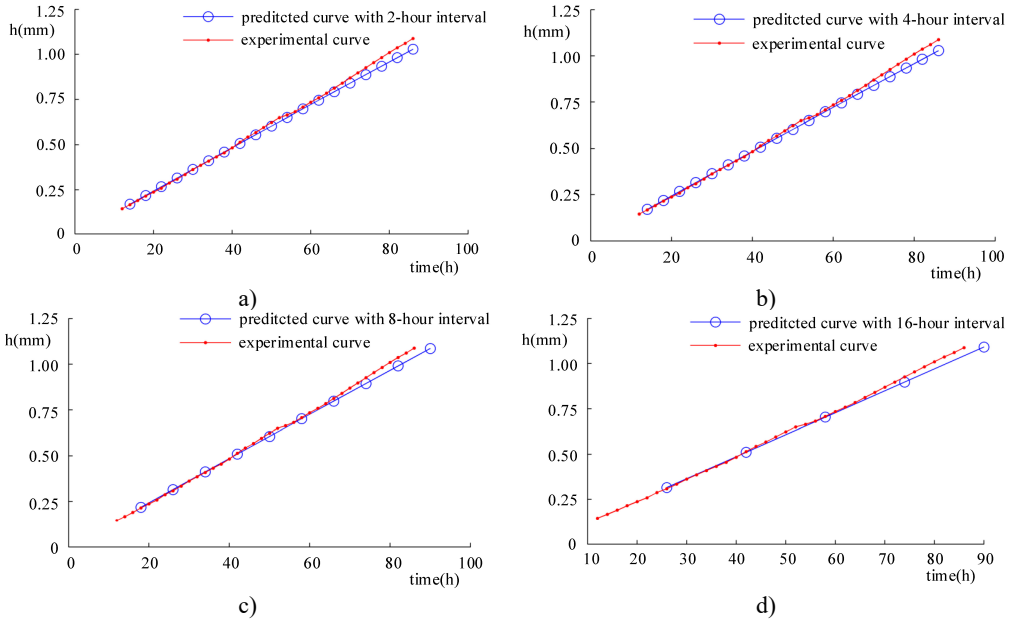 1.25
h(mm)
1.00
0.75
0.50
0.25
0
preditcted curve with 2-hour interval
experimental curve
0 20 40 60 80 100
time(h)
a)
1.25
h(mm)
1.00
0.75
0.50
0.25
0
preditcted curve with 4-hour interval
experimental curve
0 20 40 60 80 100
time(h)
b)
1.25
h(mm)
1.00
0.75
0.50
0.25
0
preditcted curve with 8-hour interval
experimental curve
0 20 40 60 80 100
time(h)
c)
1.25
h(mm)
1.00
0.75
0.50
0.25
0
preditcted curve with 16-hour interval
experimental curve
12 20 30 40 50 60 70 80 90
time(h)
d)